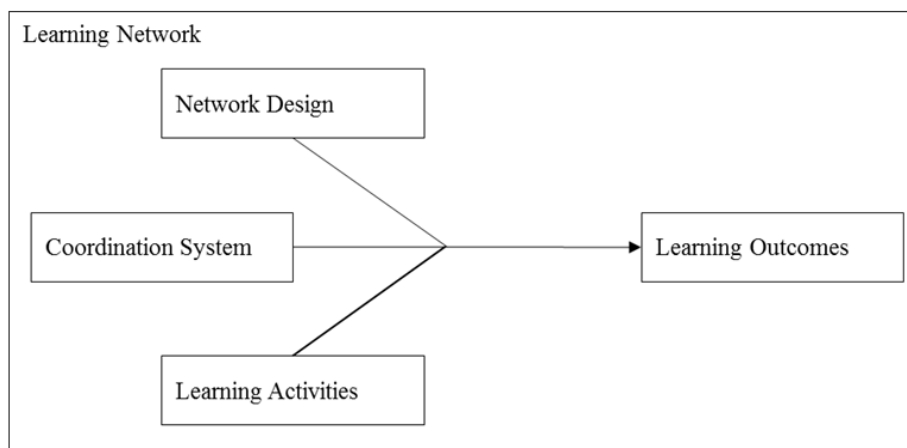 Learning Network
Network Design
Coordination System
Learning Outcomes
Learning Activities